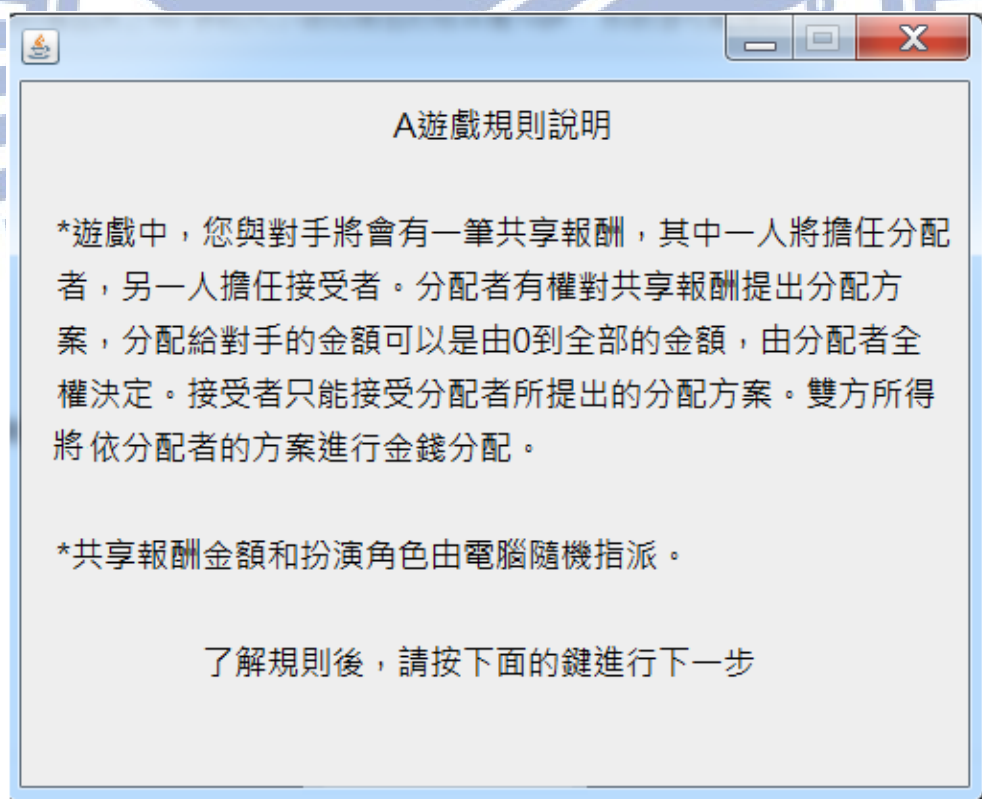 A遊戲規則說明
*遊戲中，您與對手將會有一筆共享報酬，其中一人將擔任分配
者，另一人擔任接受者。分配者有權對共享報酬提出分配方
案，分配給對手的金額可以是由0到全部的金額，由分配者全
權決定。接受者只能接受分配者所提出的分配方案。雙方所得
將依分配者的方案進行金錢分配。
*共享報酬金額和扮演角色由電腦隨機指派。
了解規則後，請按下面的鍵進行下一步